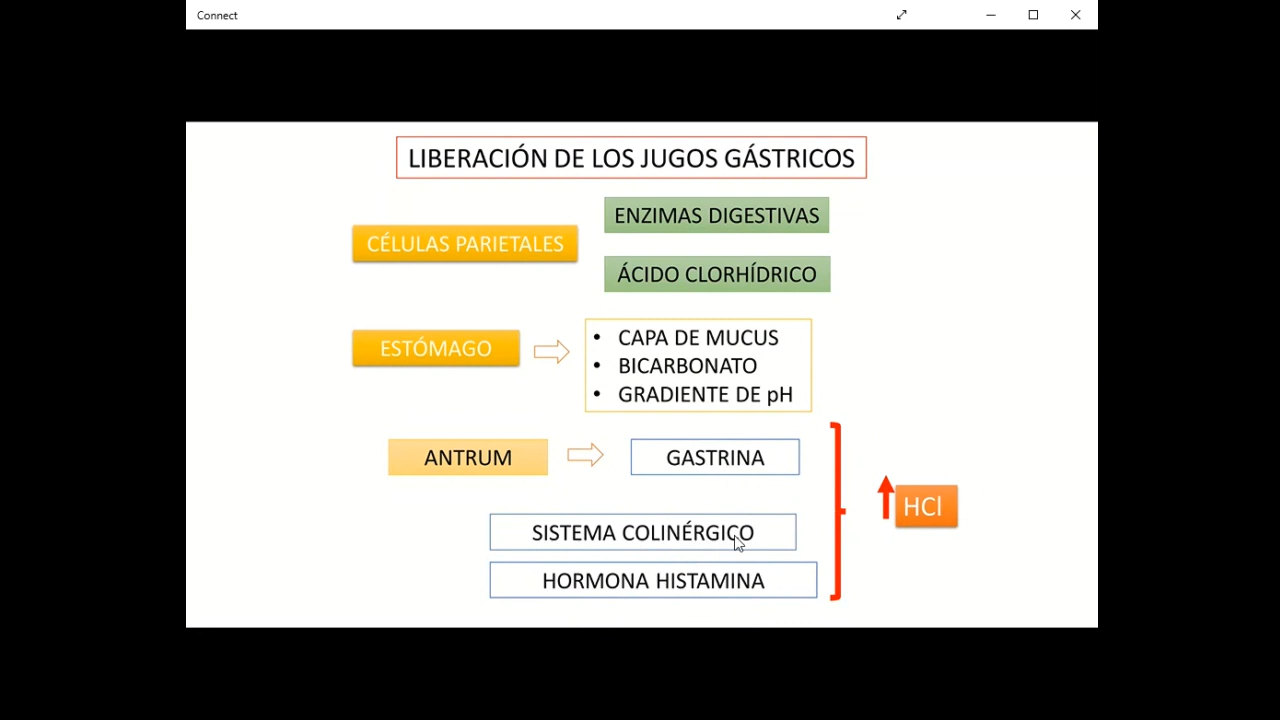 Connect
LIBERACIÓN DE LOS JUGOS GÁSTRICOS
ENZIMAS DIGESTIVAS
CÉLULAS PARIETALES
ÁCIDO CLORHÍDRICO
ESTÓMAGO
• CAPA DE MUCUS
• BICARBONATO
• GRADIENTE DE pH
ANTRUM
GASTRINA
HCl
SISTEMA COLINÉRGICO
HORMONA HISTAMINA